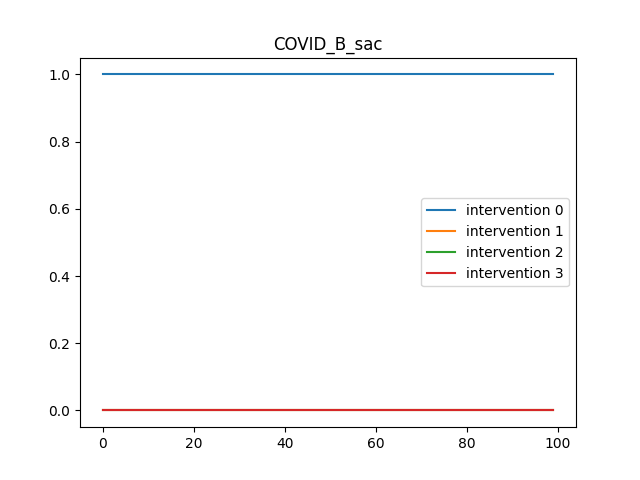 COVID_B_sac
1.0
0.8
0.6
0.4
0.2
0.0
intervention 0
intervention 1
intervention 2
intervention 3
0 20 40 60 80 100